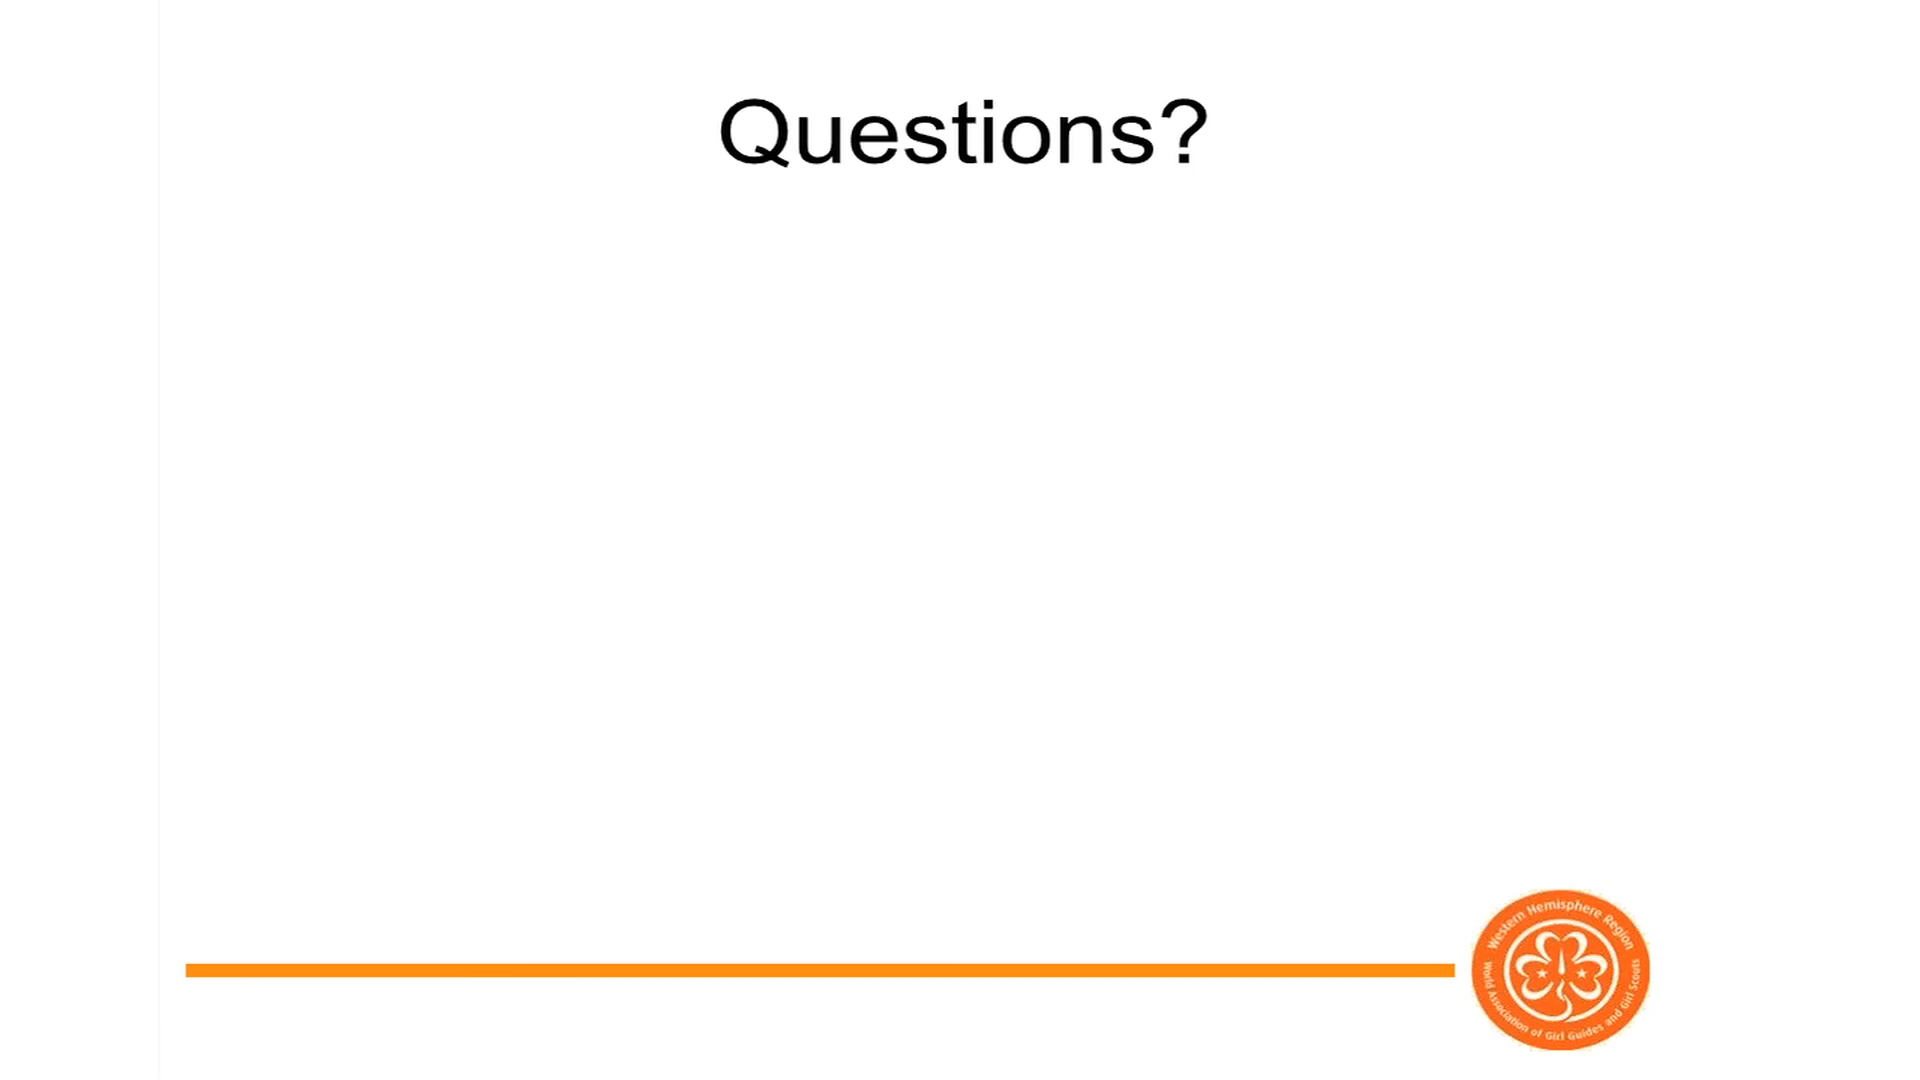 Questions?
Western Hemisphere Region
World Association of Girl Guides and Girl Scouts